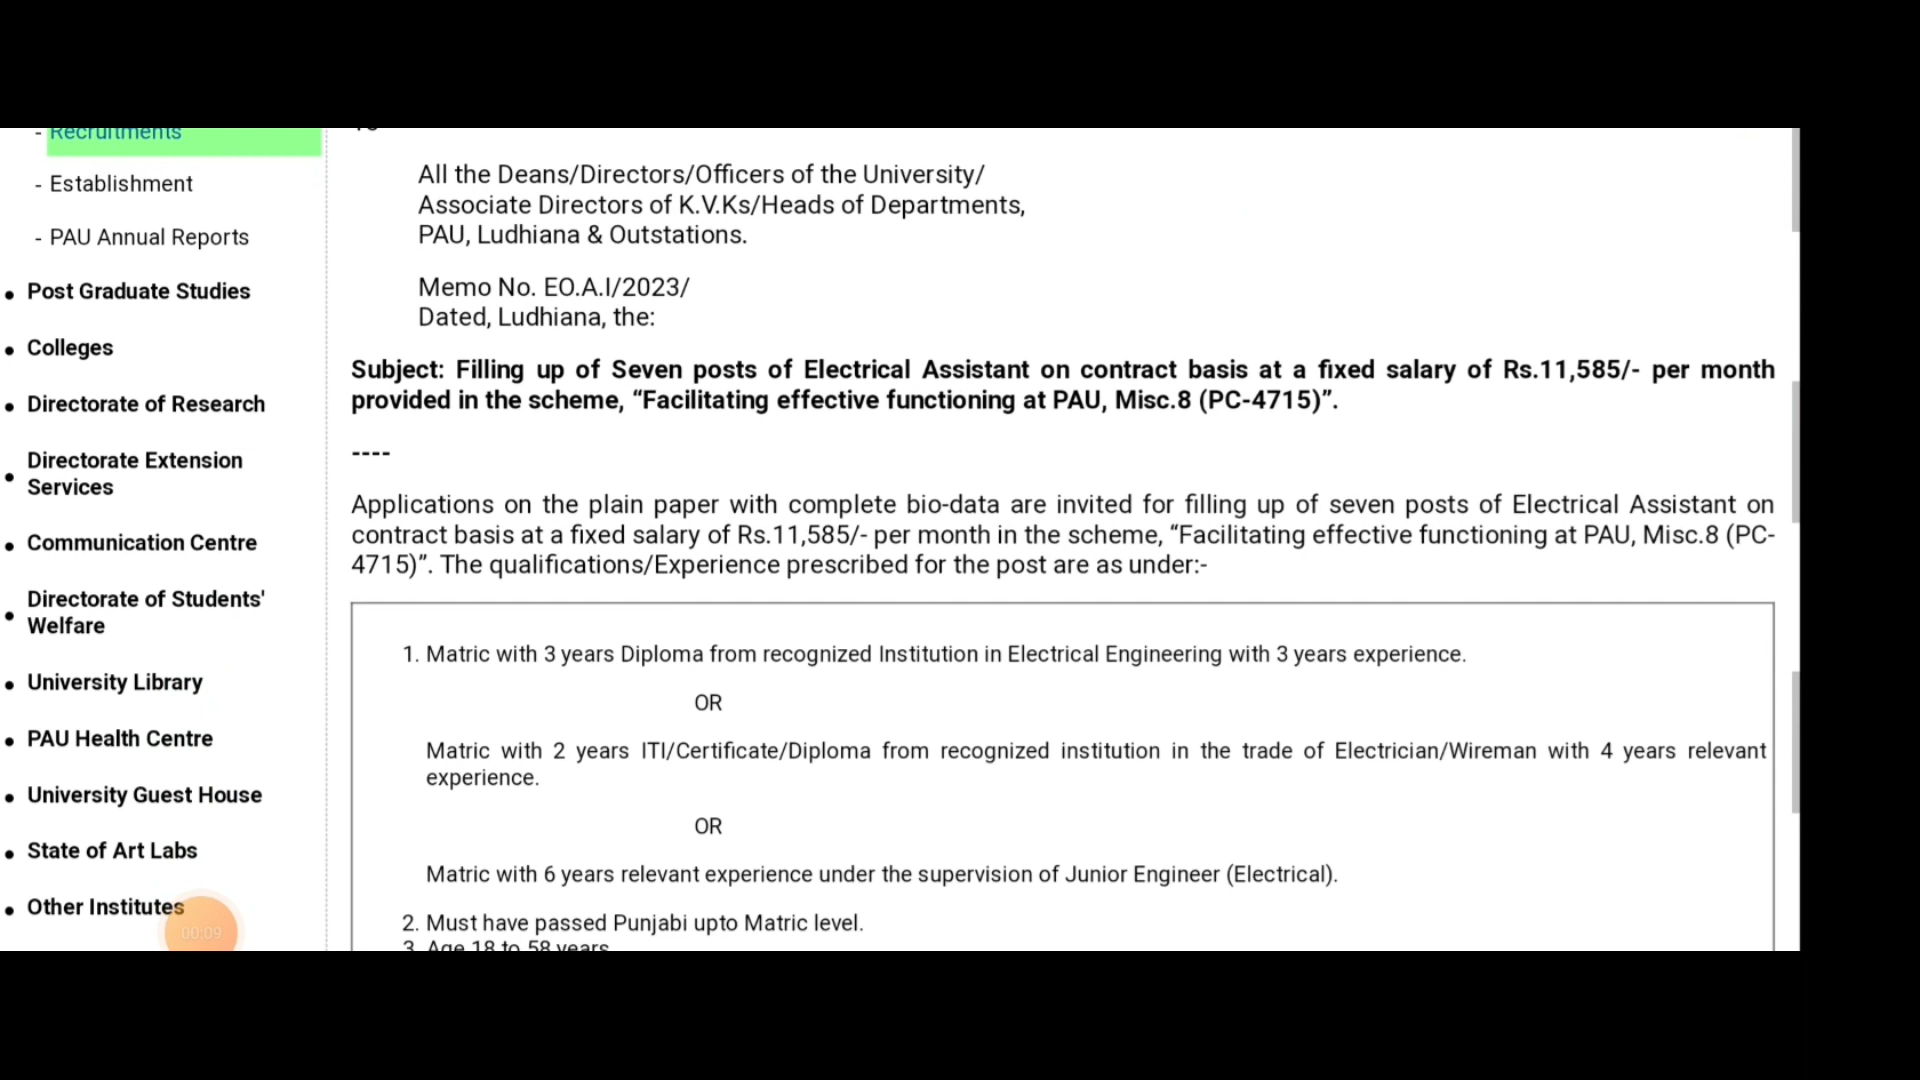 - Recruitments
- Establishment
- PAU Annual Reports
• Post Graduate Studies
• Colleges
• Directorate of Research
• Directorate Extension
Services
• Communication Centre
• Directorate of Students'
Welfare
• University Library
• PAU Health Centre
• University Guest House
• State of Art Labs
• Other Institutes
00:09
All the Deans/Directors/Officers of the University/
Associate Directors of K.V.Ks/Heads of Departments,
PAU, Ludhiana & Outstations.
Memo No. EO.A.I/2023/
Dated, Ludhiana, the:
Subject: Filling up of Seven posts of Electrical Assistant on contract basis at a fixed salary of Rs.11,585/- per month
provided in the scheme, “Facilitating effective functioning at PAU, Misc.8 (PC-4715)”.
----
Applications on the plain paper with complete bio-data are invited for filling up of seven posts of Electrical Assistant on
contract basis at a fixed salary of Rs.11,585/- per month in the scheme, “Facilitating effective functioning at PAU, Misc.8 (PC-
4715)”. The qualifications/Experience prescribed for the post are as under:-
1. Matric with 3 years Diploma from recognized Institution in Electrical Engineering with 3 years experience.
OR
Matric with 2 years ITI/Certificate/Diploma from recognized institution in the trade of Electrician/Wireman with 4 years relevant
experience.
OR
Matric with 6 years relevant experience under the supervision of Junior Engineer (Electrical).
2. Must have passed Punjabi upto Matric level.
3. Age 18 to 58 years